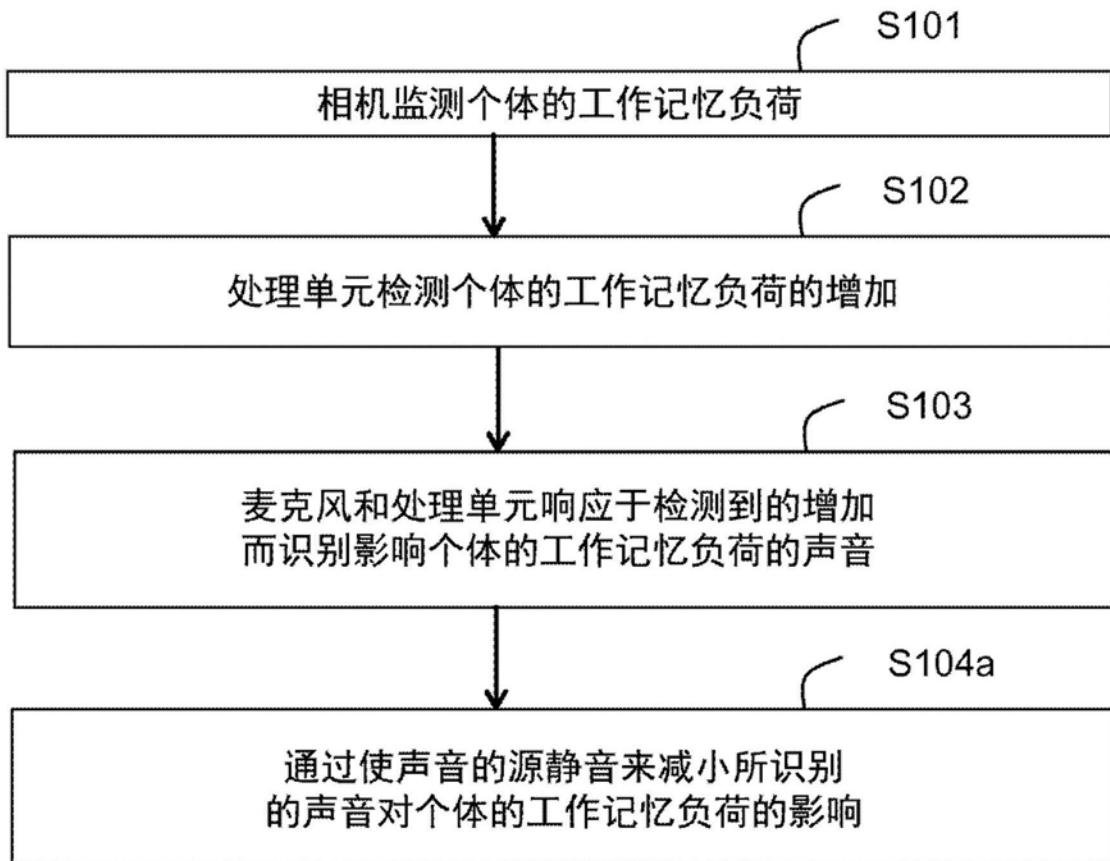 S101
相机监测个体的工作记忆负荷
S102
处理单元检测个体的工作记忆负荷的增加
S103
麦克风和处理单元响应于检测到的增加
而识别影响个体的工作记忆负荷的声音
S104a
通过使声音的源静音来减小所识别
的声音对个体的工作记忆负荷的影响